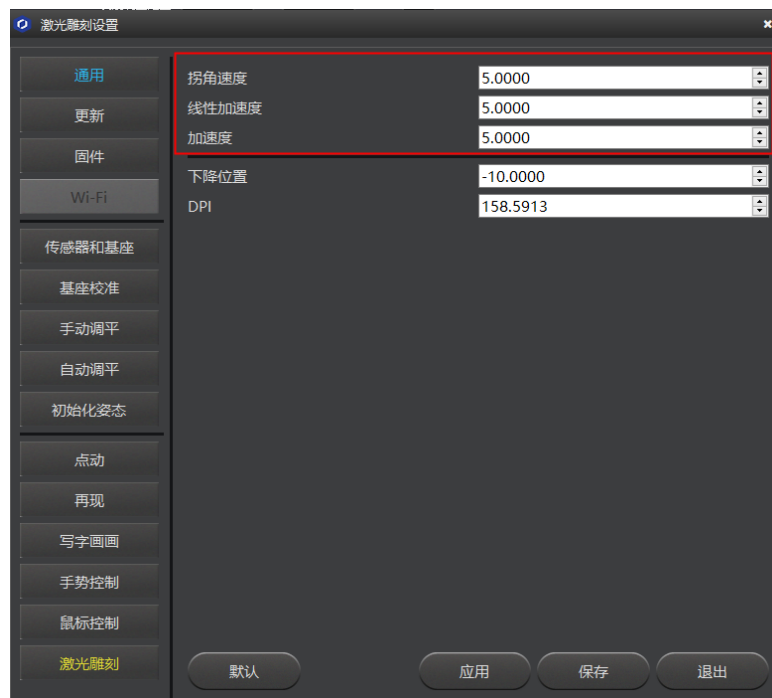 激光雕刻设置
通用
更新
固件
Wi-Fi
传感器和基座
基座校准
手动调平
自动调平
初始化姿态
点动
再现
写字画画
手势控制
鼠标控制
激光雕刻
拐角速度 5.0000
线性加速度 5.0000
加速度 5.0000
下降位置 -10.0000
DPI 158.5913
默认 应用 保存 退出